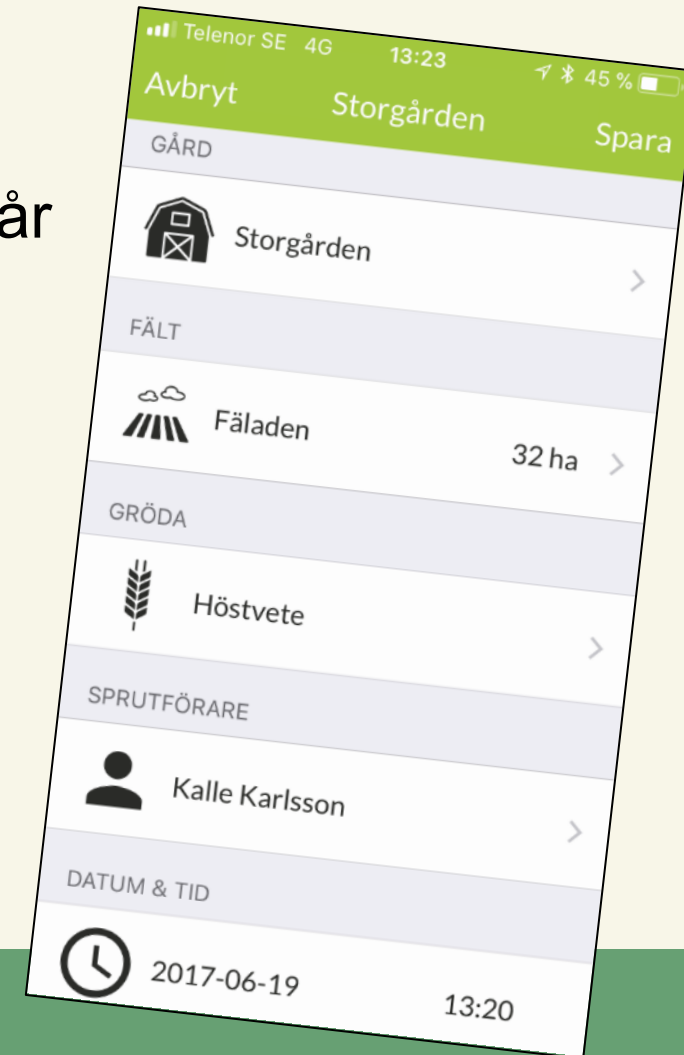 år
Telenor SE 4G 13:23 45 %
Avbryt Storgården Spara
GÅRD
Storgården
FÄLT
Fäladen 32 ha
GRÖDA
Höstvete
SPRUTFÖRARE
Kalle Karlsson
DATUM & TID
2017-06-19 13:20